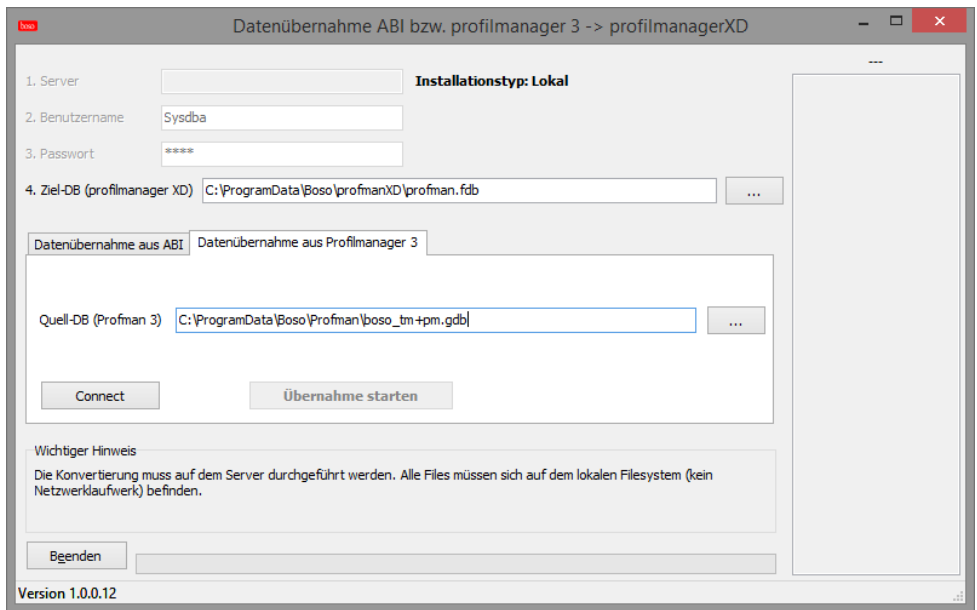 boso
Datenübernahme ABI bzw. profilmanager 3 -> profilmanagerXD
---
1. Server
Installationstyp: Lokal
2. Benutzername
Sysdba
3. Passwort
****
4. Ziel-DB (profilmanager XD)
C:\ProgramData\Boso\profmanXD\profman.fdb
...
Datenübernahme aus ABI
Datenübernahme aus Profilmanager 3
Quell-DB (Profman 3)
C:\ProgramData\Boso\Profman\boso_tm+pm.gdb
...
Connect
Übernahme starten
Wichtiger Hinweis
Die Konvertierung muss auf dem Server durchgeführt werden. Alle Files müssen sich auf dem lokalen Filesystem (kein
Netzwerklaufwerk) befinden.
Beenden
Version 1.0.0.12